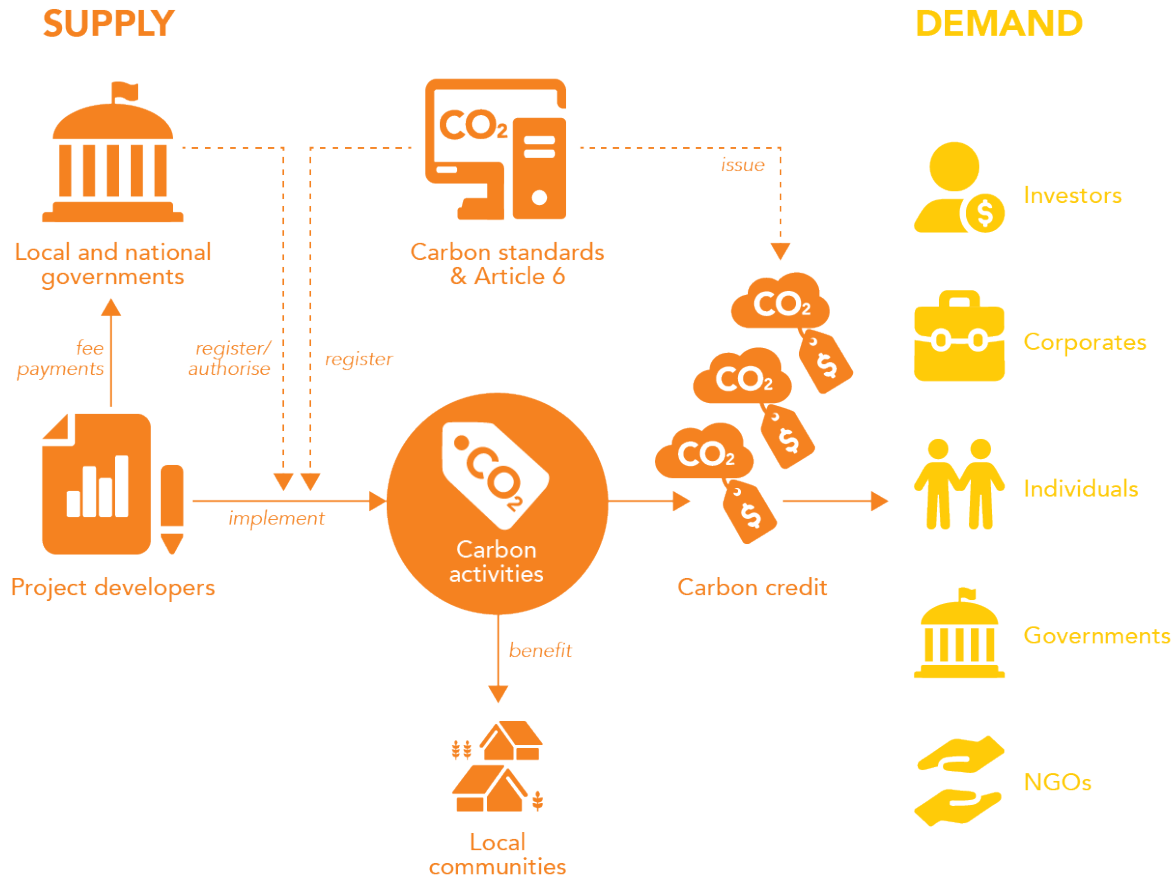 SUPPLY
DEMAND
CO2
issue
Investors
Local and national
governments
Carbon standards
& Article 6
CO2
fee
payments
register/
authorise
register
Corporates
CO2
$
CO2
$
CO2
$
CO2
$
Individuals
implement
Carbon
activities
Project developers
Carbon credit
Governments
benefit
NGOs
Local
communities